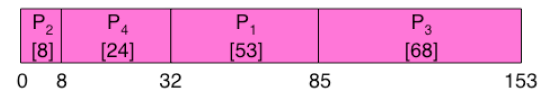 P₂ P₄ P₁ P₃
[8] [24] [53] [68]
0 8 32 85 153